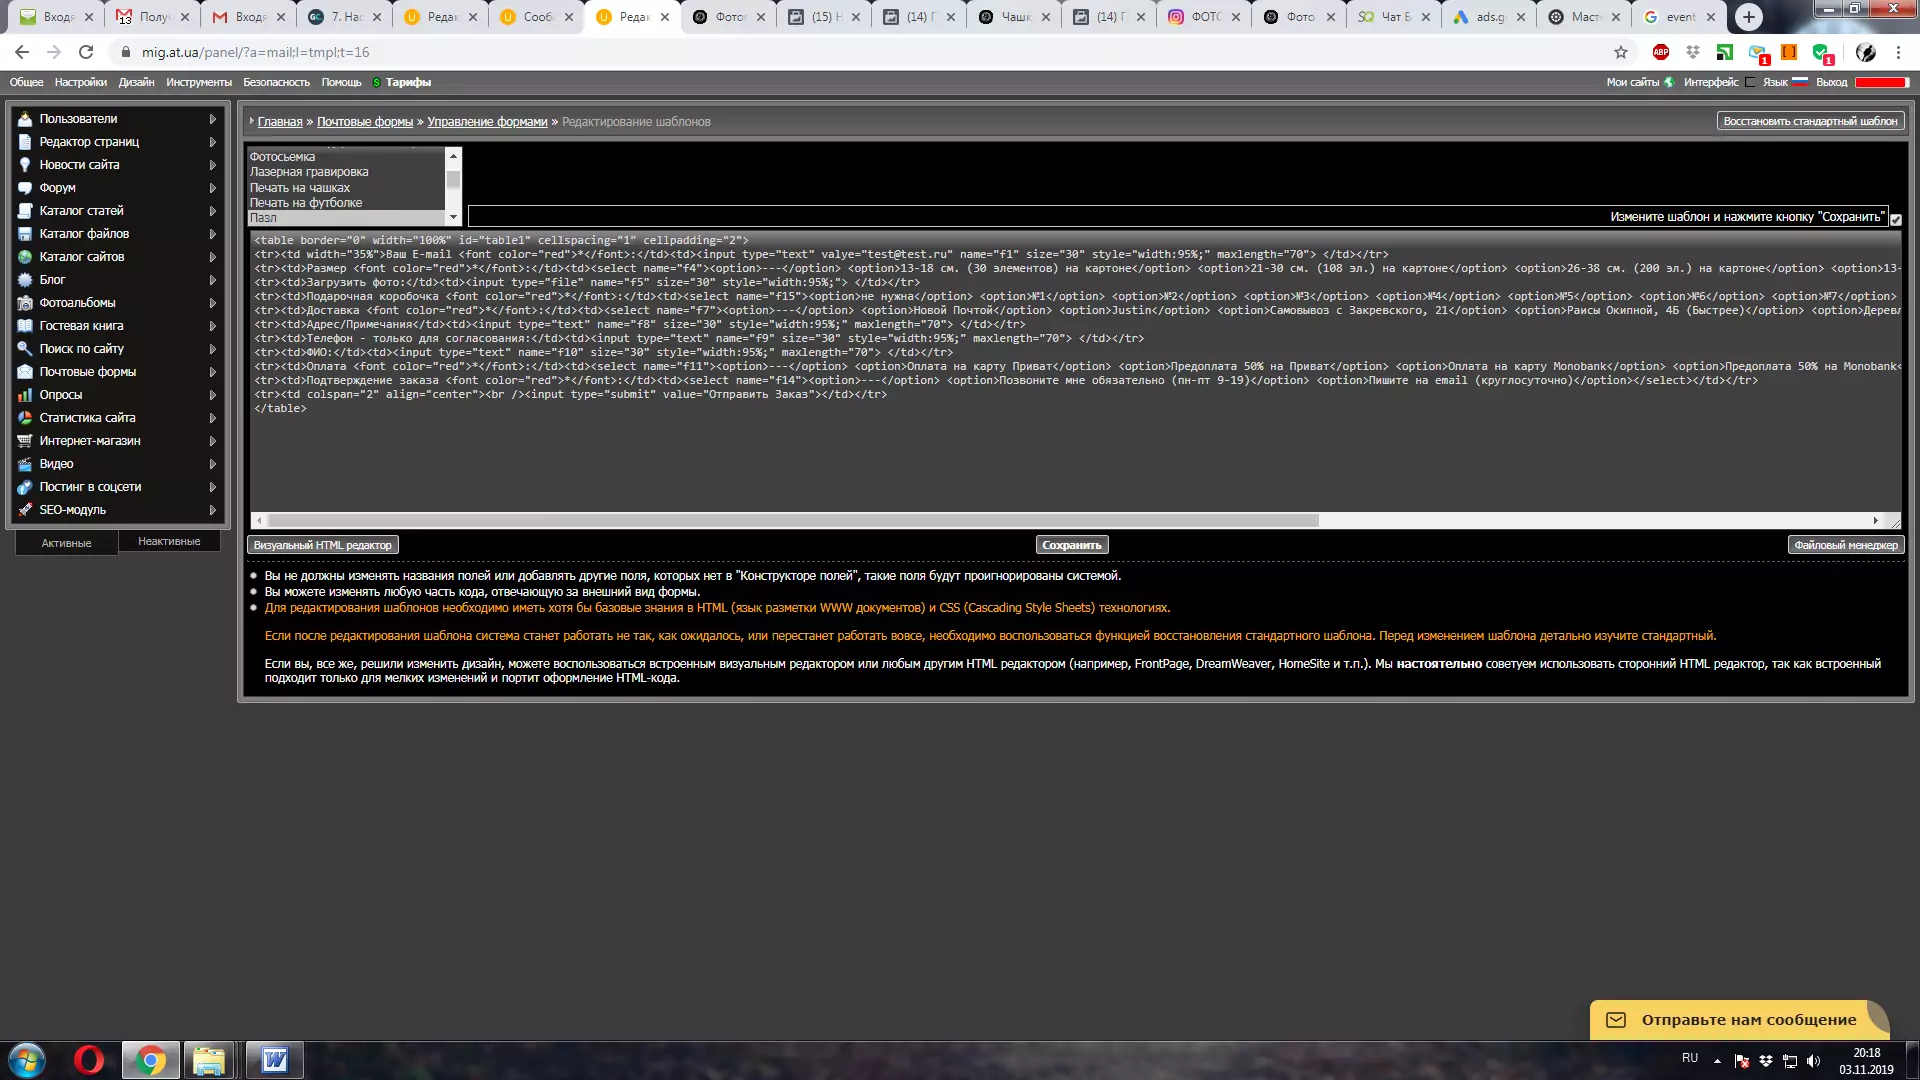 Входя
13
Получ
Входя
GC
7. Нас
Редак
Сооб
Редак
Фотог
(15) Н
(14) Г
Чашк
(14) Г
ФОТО
Фото
SQ
Чат Б
ads.g
Маст
event
mig.at.ua/panel/?a=mail;l=tmpl;t=16
ABP
1
1
Общее Настройки Дизайн Инструменты Безопасность Помощь Тарифы
Мои сайты Интерфейс Язык Выход
Пользователи
Редактор страниц
Новости сайта
Форум
Каталог статей
Каталог файлов
Каталог сайтов
Блог
Фотоальбомы
Гостевая книга
Поиск по сайту
Почтовые формы
Опросы
Статистика сайта
Интернет-магазин
Видео
Постинг в соцсети
SEO-модуль
Активные
Неактивные
Главная » Почтовые формы » Управление формами » Редактирование шаблонов
Восстановить стандартный шаблон
Фотосьемка
Лазерная гравировка
Печать на чашках
Печать на футболке
Пазл
Измените шаблон и нажмите кнопку "Сохранить"
<table border="0" width="100%" id="table1" cellspacing="1" cellpadding="2">
<tr><td width="35%">Ваш E-mail <font color="red">*</font>:</td><td><input type="text" valye="test@test.ru" name="f1" size="30" style="width:95%;" maxlength="70"> </td></tr>
<tr><td>Размер <font color="red">*</font>:</td><td><select name="f4"><option>---</option> <option>13-18 см. (30 элементов) на картоне</option> <option>21-30 см. (108 эл.) на картоне</option> <option>26-38 см. (200 эл.) на картоне</option> <option>13-
<tr><td>Загрузить фото:</td><td><input type="file" name="f5" size="30" style="width:95%;"> </td></tr>
<tr><td>Подарочная коробочка <font color="red">*</font>:</td><td><select name="f15"><option>не нужна</option> <option>№1</option> <option>№2</option> <option>№3</option> <option>№4</option> <option>№5</option> <option>№6</option> <option>№7</option>
<tr><td>Доставка <font color="red">*</font>:</td><td><select name="f7"><option>---</option> <option>Новой Почтой</option> <option>Justin</option> <option>Самовывоз с Закревского, 21</option> <option>Раисы Окипной, 4Б (Быстрее)</option> <option>Деревл
<tr><td>Адрес/Примечания</td><td><input type="text" name="f8" size="30" style="width:95%;" maxlength="70"> </td></tr>
<tr><td>Телефон - только для согласования:</td><td><input type="text" name="f9" size="30" style="width:95%;" maxlength="70"> </td></tr>
<tr><td>ФИО:</td><td><input type="text" name="f10" size="30" style="width:95%;" maxlength="70"> </td></tr>
<tr><td>Оплата <font color="red">*</font>:</td><td><select name="f11"><option>---</option> <option>Оплата на карту Приват</option> <option>Предоплата 50% на Приват</option> <option>Оплата на карту Monobank</option> <option>Предоплата 50% на Monobank<
<tr><td>Подтверждение заказа <font color="red">*</font>:</td><td><select name="f14"><option>---</option> <option>Позвоните мне обязательно (пн-пт 9-19)</option> <option>Пишите на email (круглосуточно)</option></select></td></tr>
<tr><td colspan="2" align="center"><br /><input type="submit" value="Отправить Заказ"></td></tr>
</table>
Визуальный HTML редактор
Сохранить
Файловый менеджер
Вы не должны изменять названия полей или добавлять другие поля, которых нет в "Конструкторе полей", такие поля будут проигнорированы системой.
Вы можете изменять любую часть кода, отвечающую за внешний вид формы.
Для редактирования шаблонов необходимо иметь хотя бы базовые знания в HTML (язык разметки WWW документов) и CSS (Cascading Style Sheets) технологиях.
Если после редактирования шаблона система станет работать не так, как ожидалось, или перестанет работать вовсе, необходимо воспользоваться функцией восстановления стандартного шаблона. Перед изменением шаблона детально изучите стандартный.
Если вы, все же, решили изменить дизайн, можете воспользоваться встроенным визуальным редактором или любым другим HTML редактором (например, FrontPage, DreamWeaver, HomeSite и т.п.). Мы настоятельно советуем использовать сторонний HTML редактор, так как встроенный
подходит только для мелких изменений и портит оформление HTML-кода.
Отправьте нам сообщение
RU
20:18
03.11.2019